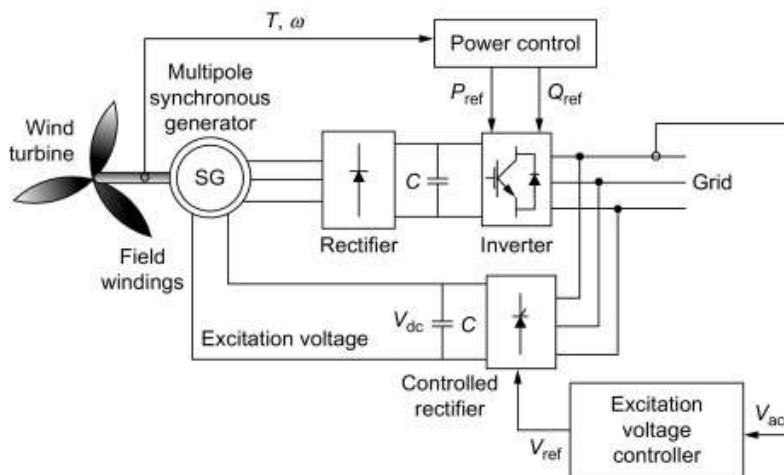 T, ω
Power control
Multipole
synchronous
generator
P_ref
Q_ref
Wind
turbine
SG
C
Grid
Rectifier
Inverter
Field
windings
V_dc
C
Excitation voltage
Controlled
rectifier
Excitation
voltage
controller
V_ac
V_ref